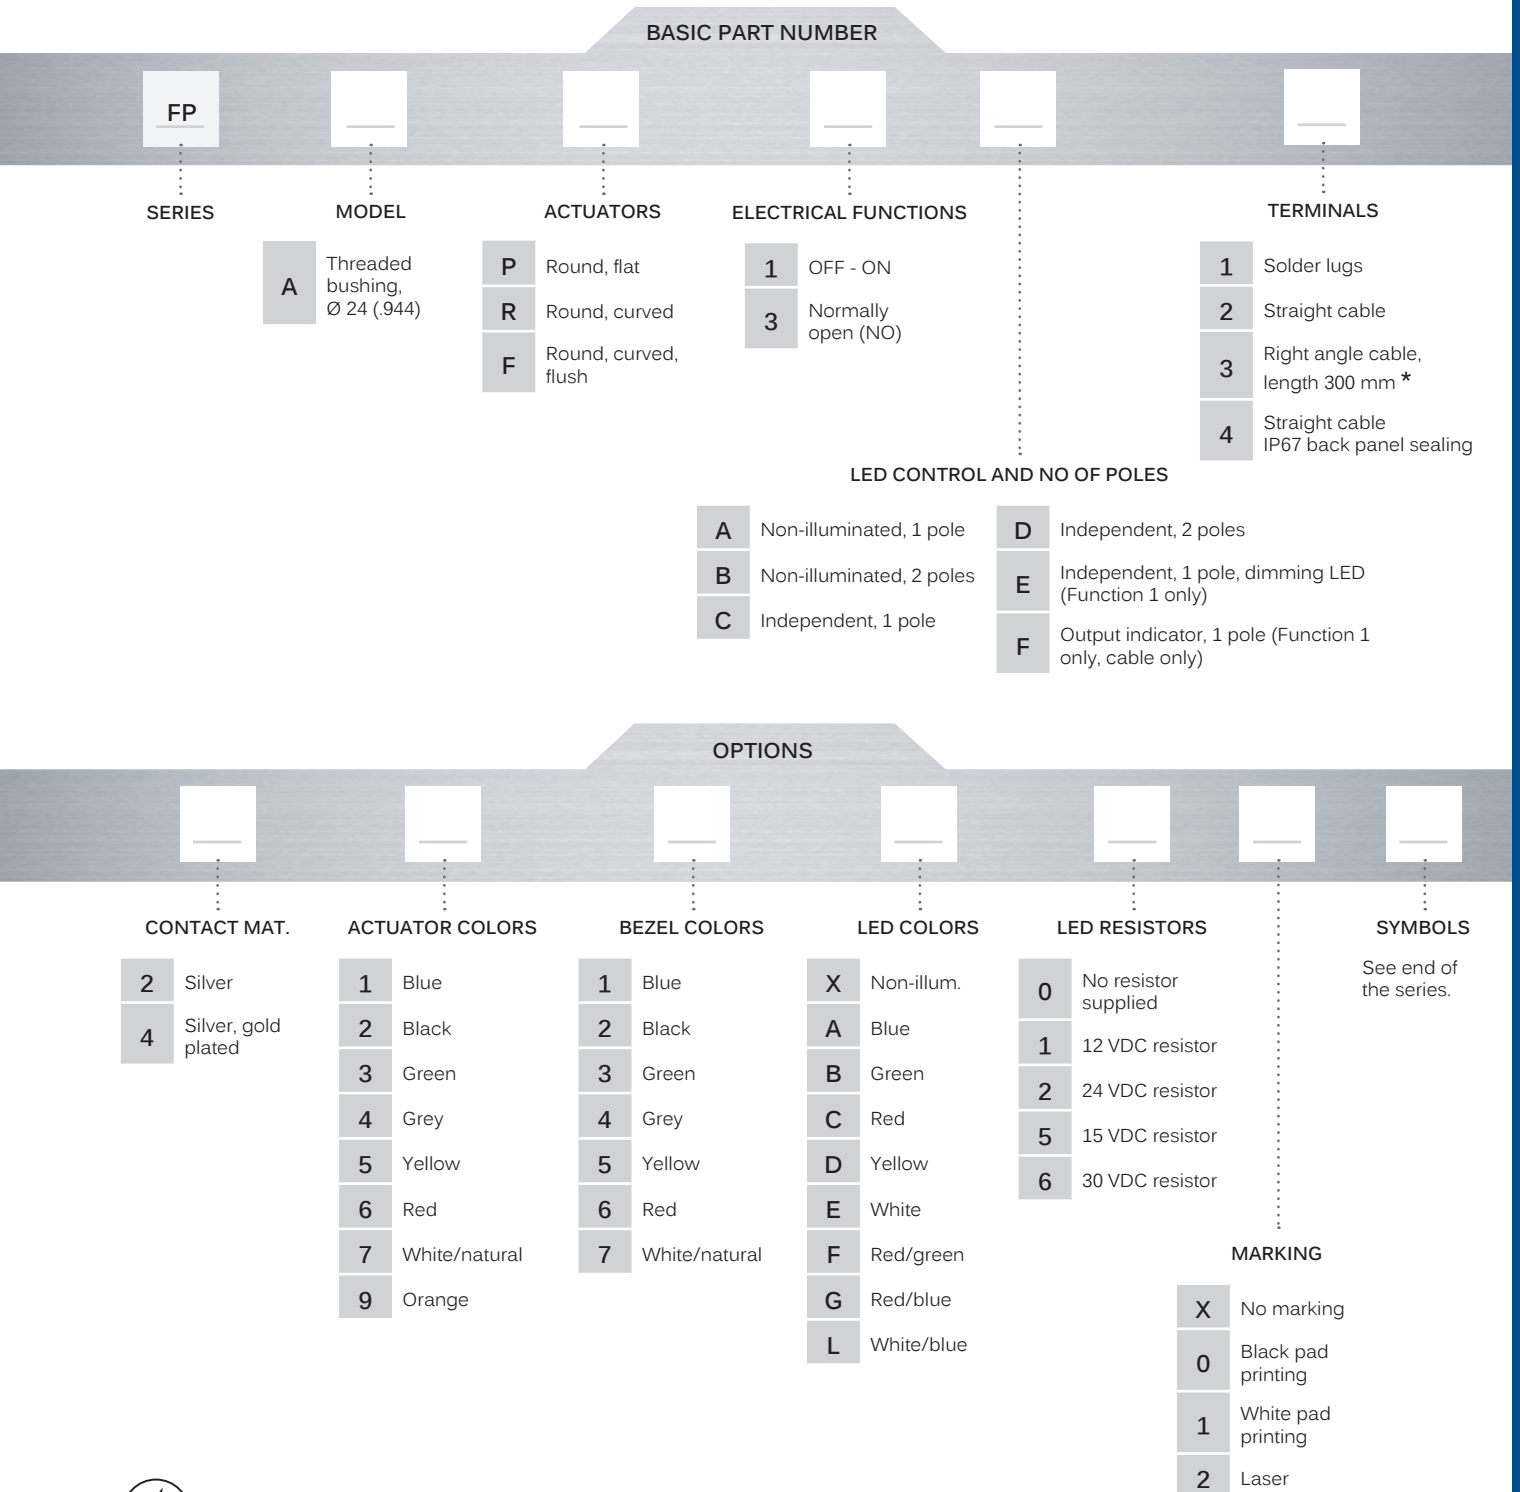 BASIC PART NUMBER
FP
SERIES
MODEL
A
Threaded
bushing,
Ø 24 (.944)
ACTUATORS
P Round, flat
R Round, curved
F
Round, curved,
flush
ELECTRICAL FUNCTIONS
1 OFF - ON
3
Normally
open (NO)
TERMINALS
1 Solder lugs
2 Straight cable
3
Right angle cable,
length 300 mm *
4
Straight cable
IP67 back panel sealing
LED CONTROL AND NO OF POLES
A Non-illuminated, 1 pole
B Non-illuminated, 2 poles
C Independent, 1 pole
D Independent, 2 poles
E
Independent, 1 pole, dimming LED
(Function 1 only)
F
Output indicator, 1 pole (Function 1
only, cable only)
OPTIONS
CONTACT MAT.
2 Silver
4
Silver, gold
plated
ACTUATOR COLORS
1 Blue
2 Black
3 Green
4 Grey
5 Yellow
6 Red
7 White/natural
9 Orange
BEZEL COLORS
1 Blue
2 Black
3 Green
4 Grey
5 Yellow
6 Red
7 White/natural
LED COLORS
X Non-illum.
A Blue
B Green
C Red
D Yellow
E White
F Red/green
G Red/blue
L White/blue
LED RESISTORS
0
No resistor
supplied
1 12 VDC resistor
2 24 VDC resistor
5 15 VDC resistor
6 30 VDC resistor
MARKING
X No marking
0
Black pad
printing
1
White pad
printing
2 Laser
SYMBOLS
See end of
the series.